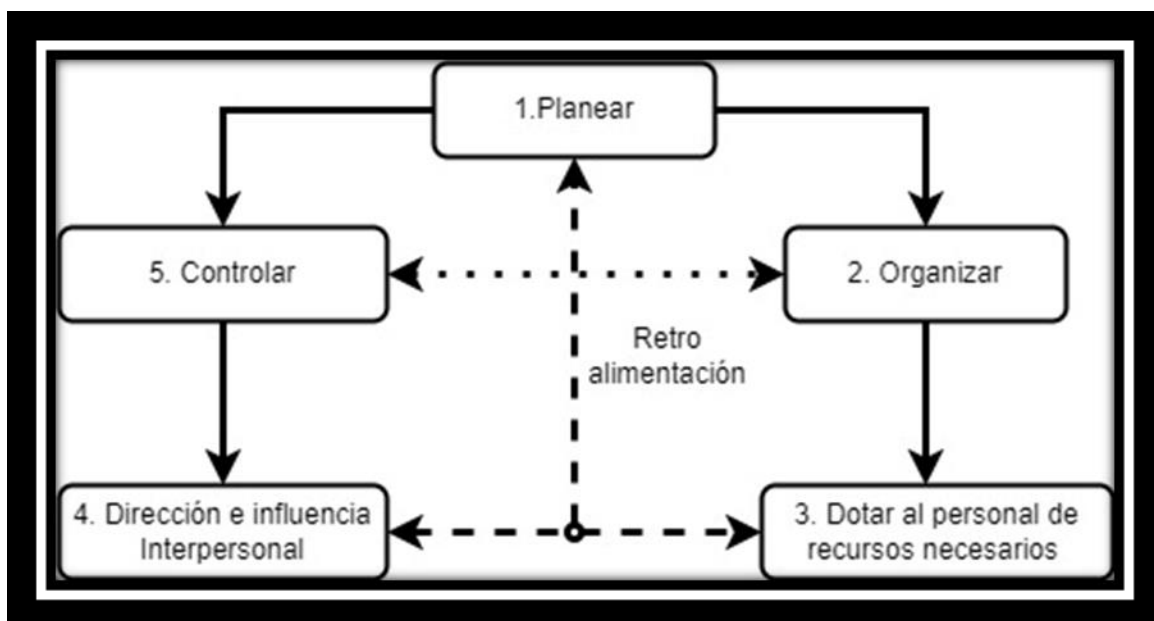 1.Planear
5. Controlar
2. Organizar
Retro
alimentación
4. Dirección e influencia
Interpersonal
3. Dotar al personal de
recursos necesarios